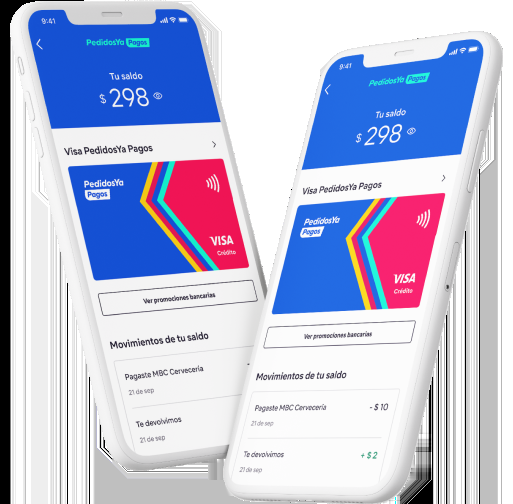 9:41
PedidosYa Pagos
Tu saldo
$ 298
Visa PedidosYa Pagos
PedidosYa
Pagos
VISA
Crédito
Ver promociones bancarias
Movimientos de tu saldo
Pagaste MBC Cervecería
21 de sep
Te devolvimos
21 de sep
9:41
PedidosYa Pagos
Tu saldo
$ 298
Visa PedidosYa Pagos
PedidosYa
Pagos
VISA
Crédito
Ver promociones bancarias
Movimientos de tu saldo
Pagaste MBC Cervecería - $ 10
21 de sep
Te devolvimos + $ 2
21 de sep